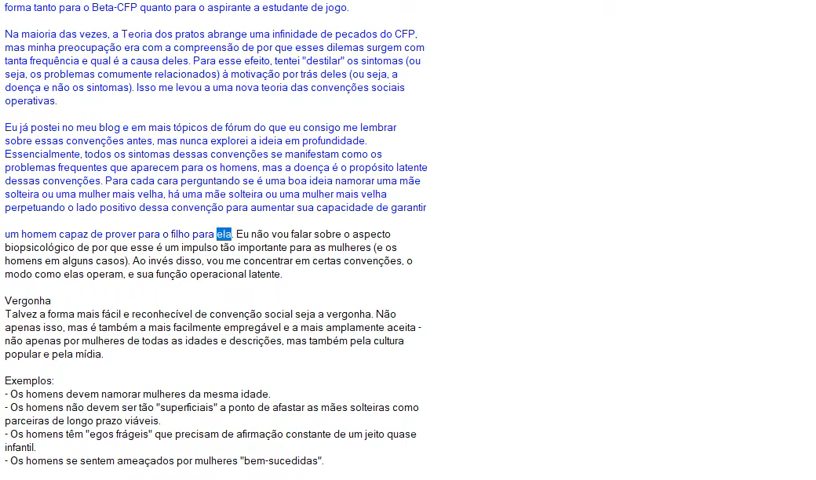 forma tanto para o Beta-CFP quanto para o aspirante a estudante de jogo.
Na maioria das vezes, a Teoria dos pratos abrange uma infinidade de pecados do CFP,
mas minha preocupação era com a compreensão de por que esses dilemas surgem com
tanta frequência e qual é a causa deles. Para esse efeito, tentei "destilar" os sintomas (ou
seja, os problemas comumente relacionados) à motivação por trás deles (ou seja, a
doença e não os sintomas). Isso me levou a uma nova teoria das convenções sociais
operativas.
Eu já postei no meu blog e em mais tópicos de fórum do que eu consigo me lembrar
sobre essas convenções antes, mas nunca explorei a ideia em profundidade.
Essencialmente, todos os sintomas dessas convenções se manifestam como os
problemas frequentes que aparecem para os homens, mas a doença é o propósito latente
dessas convenções. Para cada cara perguntando se é uma boa ideia namorar uma mãe
solteira ou uma mulher mais velha, há uma mãe solteira ou uma mulher mais velha
perpetuando o lado positivo dessa convenção para aumentar sua capacidade de garantir
um homem capaz de prover para o filho para ela. Eu não vou falar sobre o aspecto
biopsicológico de por que esse é um impulso tão importante para as mulheres (e os
homens em alguns casos). Ao invés disso, vou me concentrar em certas convenções, o
modo como elas operam, e sua função operacional latente.
Vergonha
Talvez a forma mais fácil e reconhecível de convenção social seja a vergonha. Não
apenas isso, mas é também a mais facilmente empregável e a mais amplamente aceita -
não apenas por mulheres de todas as idades e descrições, mas também pela cultura
popular e pela mídia.
Exemplos:
- Os homens devem namorar mulheres da mesma idade.
- Os homens não devem ser tão "superficiais" a ponto de afastar as mães solteiras como
parceiras de longo prazo viáveis.
- Os homens têm "egos frágeis" que precisam de afirmação constante de um jeito quase
infantil.
- Os homens se sentem ameaçados por mulheres "bem-sucedidas".